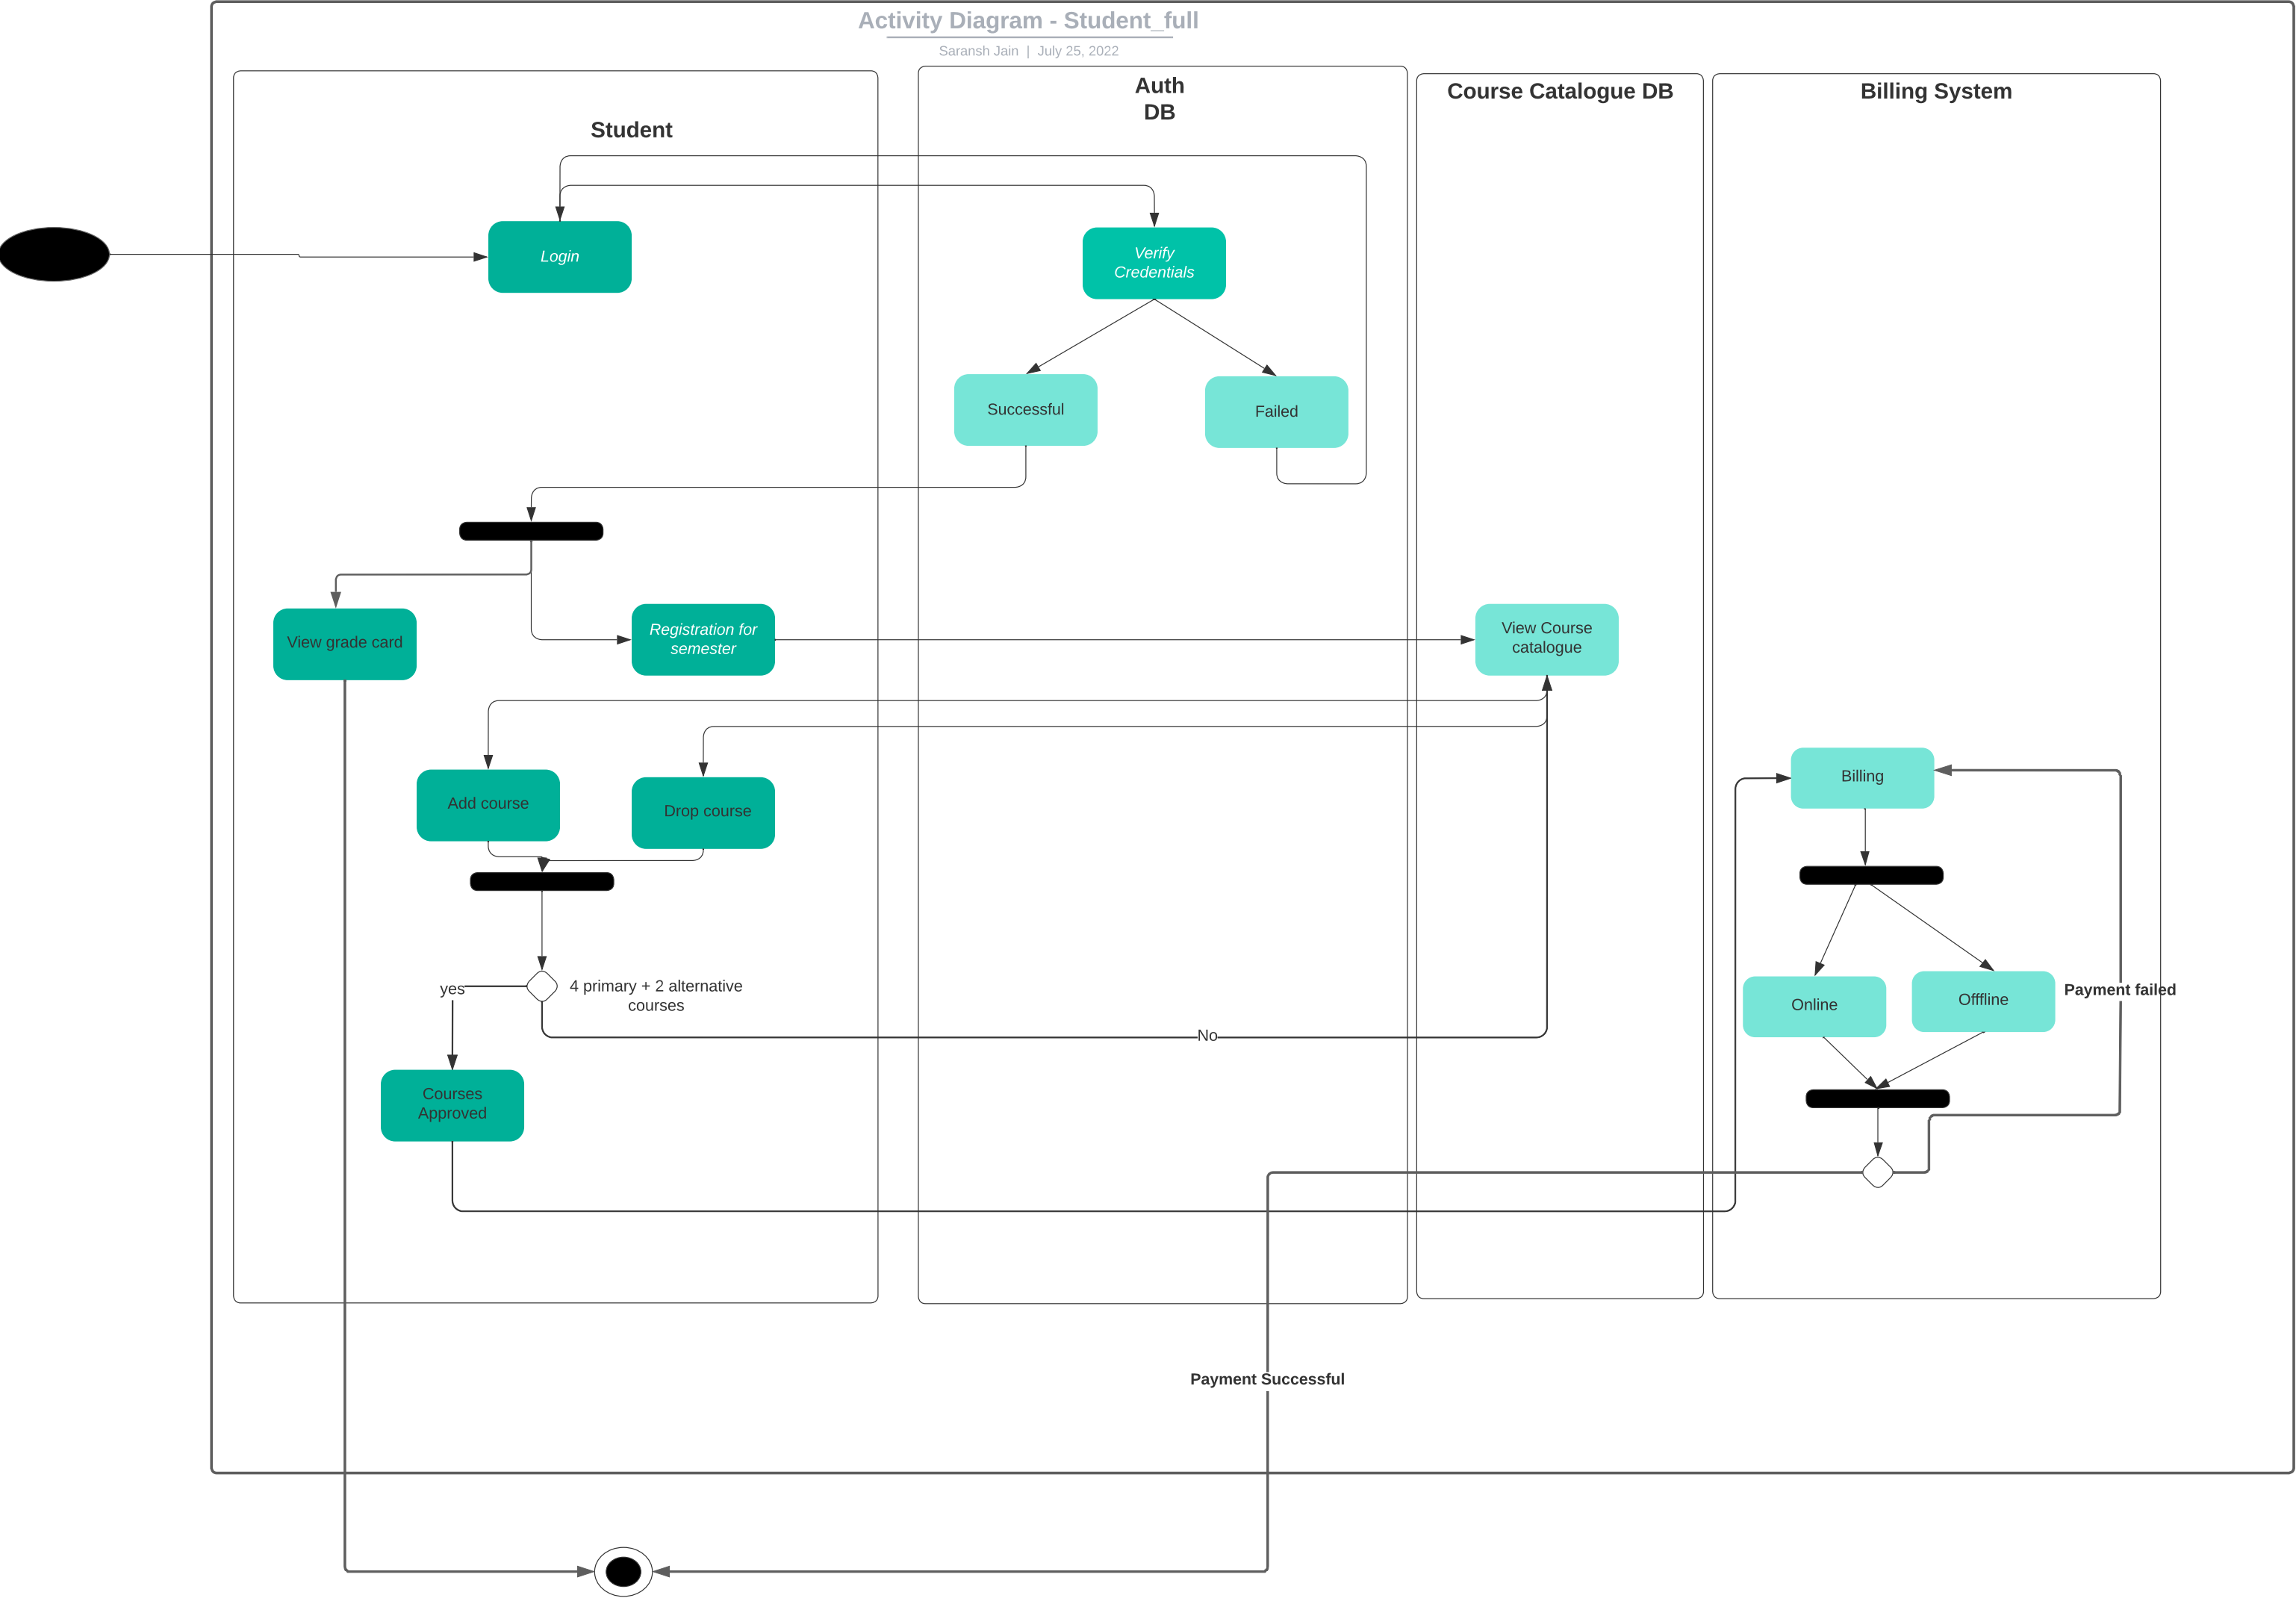 Activity Diagram - Student_full
Saransh Jain | July 25, 2022
Student
Auth
DB
Course Catalogue DB
Billing System
Login
Verify
Credentials
Successful
Failed
View grade card
Registration for
semester
View Course
catalogue
Add course
Drop course
Billing
yes
4 primary + 2 alternative
courses
No
Online
Offfline
Payment failed
Courses
Approved
Payment Successful